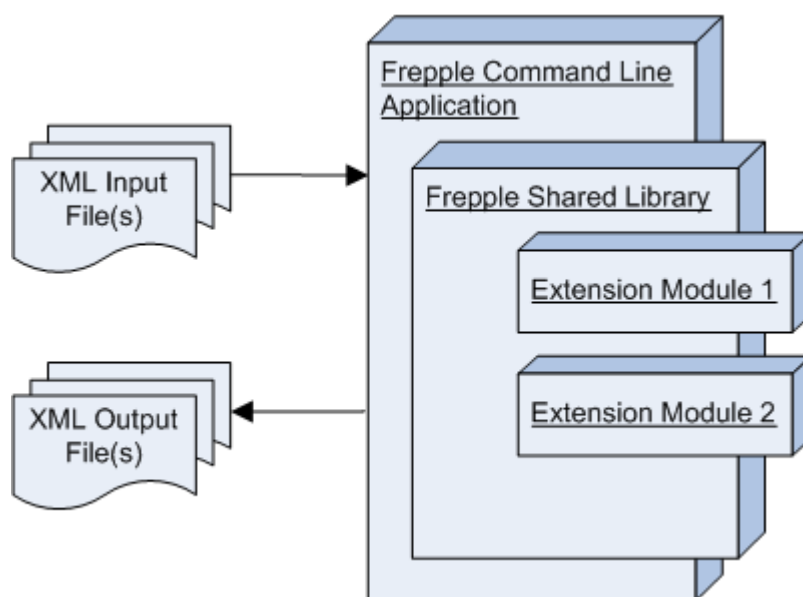 Frepple Command Line
Application
XML Input
File(s)
Frepple Shared Library
Extension Module 1
XML Output
File(s)
Extension Module 2